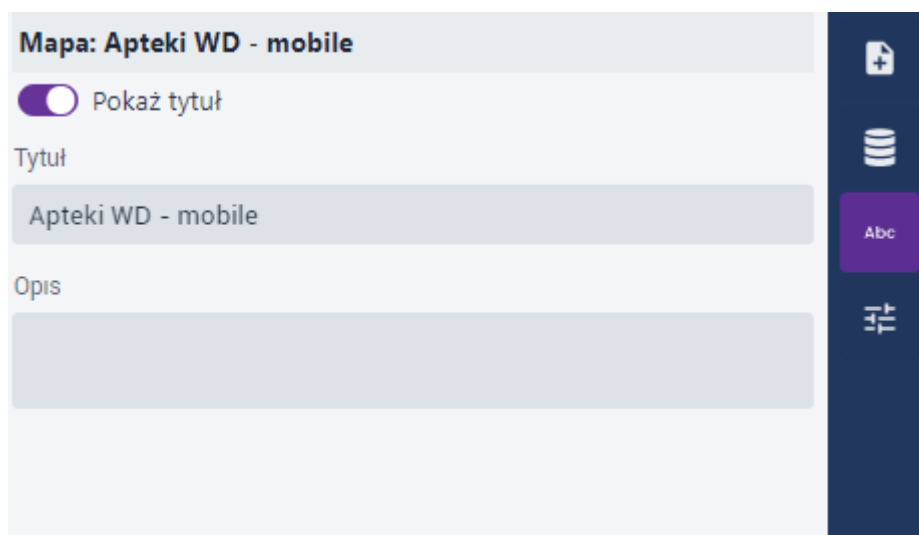 Mapa: Apteki WD - mobile
Pokaż tytuł
Tytuł
Apteki WD - mobile
Abc
Opis